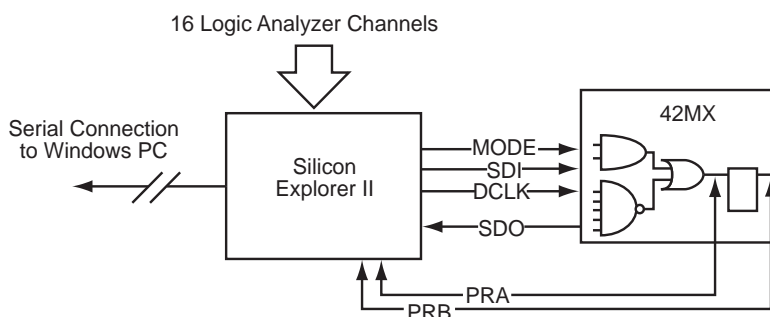 16 Logic Analyzer Channels
Serial Connection
to Windows PC
Silicon
Explorer II
MODE
SDI
DCLK
SDO
42MX
PRA
PRB